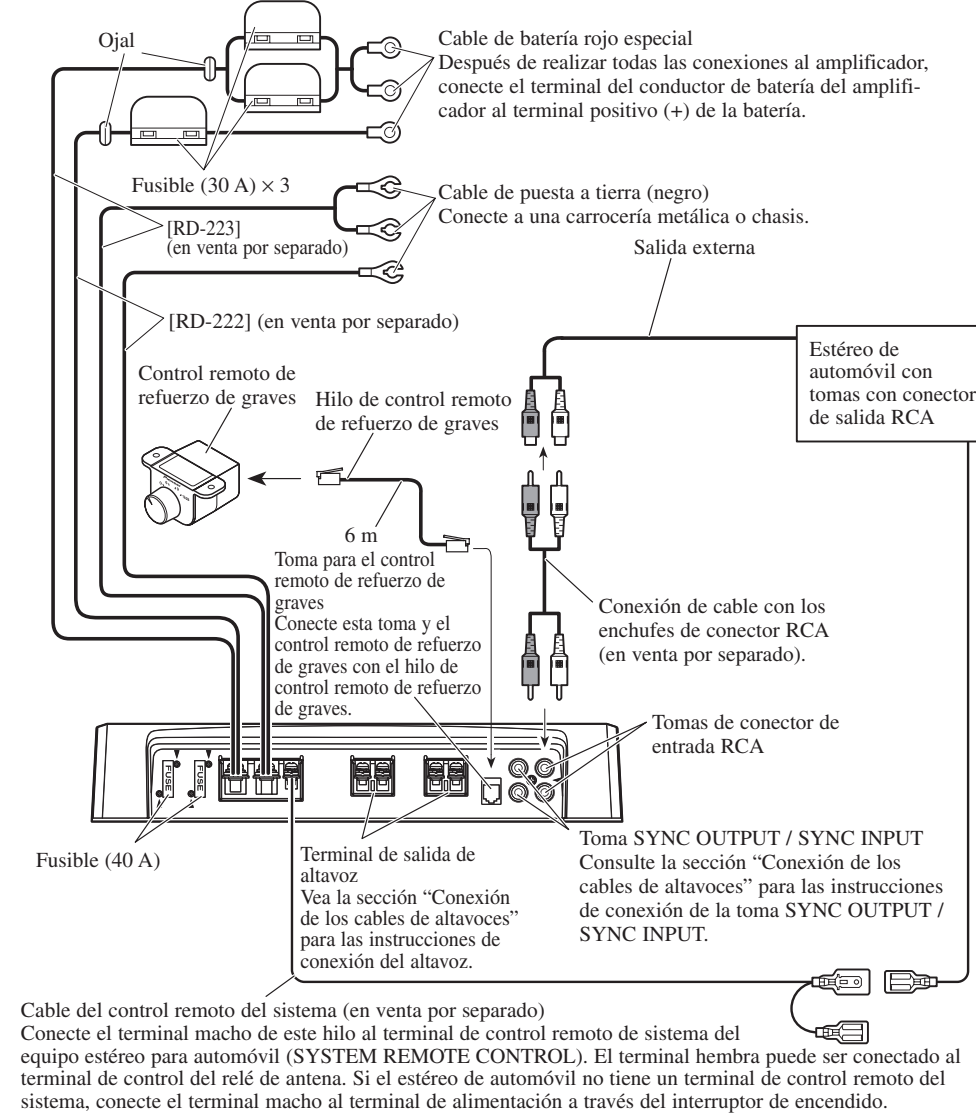 Ojal
Cable de batería rojo especial
Después de realizar todas las conexiones al amplificador,
conecte el terminal del conductor de batería del amplifi-
cador al terminal positivo (+) de la batería.
Fusible (30 A) × 3
Cable de puesta a tierra (negro)
Conecte a una carrocería metálica o chasis.
[RD-223]
(en venta por separado)
Salida externa
[RD-222] (en venta por separado)
Estéreo de
automóvil con
tomas con conector
de salida RCA
Control remoto de
refuerzo de graves
Hilo de control remoto
de refuerzo de graves
6 m
Toma para el control
remoto de refuerzo de
graves
Conecte esta toma y el
control remoto de refuerzo
de graves con el hilo de
control remoto de refuerzo
de graves.
Conexión de cable con los
enchufes de conector RCA
(en venta por separado).
Tomas de conector de
entrada RCA
FUSE
FUSE
Fusible (40 A)
Terminal de salida de
altavoz
Vea la sección “Conexión
de los cables de altavoces”
para las instrucciones de
conexión del altavoz.
Toma SYNC OUTPUT / SYNC INPUT
Consulte la sección “Conexión de los
cables de altavoces” para las instrucciones
de conexión de la toma SYNC OUTPUT /
SYNC INPUT.
Cable del control remoto del sistema (en venta por separado)
Conecte el terminal macho de este hilo al terminal de control remoto de sistema del
equipo estéreo para automóvil (SYSTEM REMOTE CONTROL). El terminal hembra puede ser conectado al
terminal de control del relé de antena. Si el estéreo de automóvil no tiene un terminal de control remoto del
sistema, conecte el terminal macho al terminal de alimentación a través del interruptor de encendido.